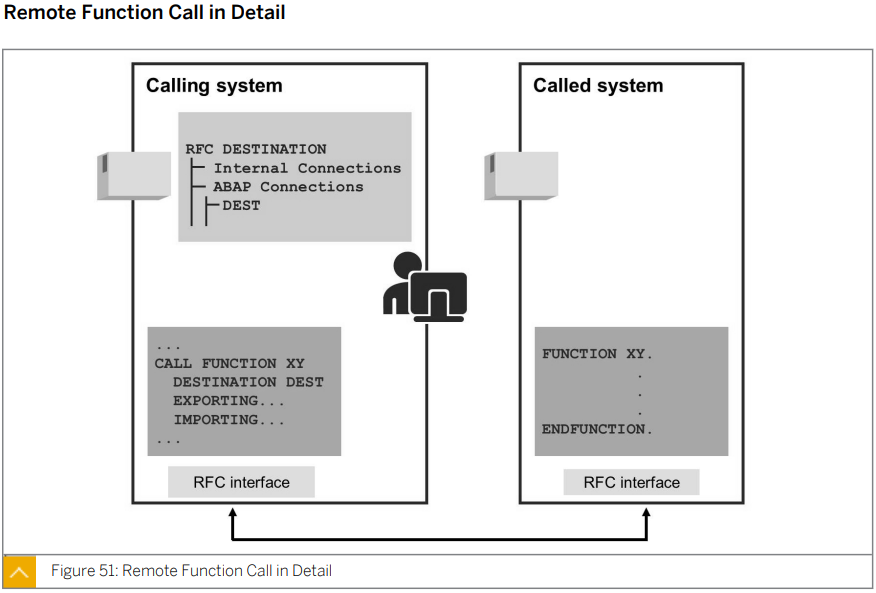 Remote Function Call in Detail
Calling system
RFC DESTINATION
Internal Connections
ABAP Connections
DEST
...
CALL FUNCTION XY
DESTINATION DEST
EXPORTING...
IMPORTING...
...
RFC interface
Called system
FUNCTION XY.
.
.
.
ENDFUNCTION.
RFC interface
Figure 51: Remote Function Call in Detail